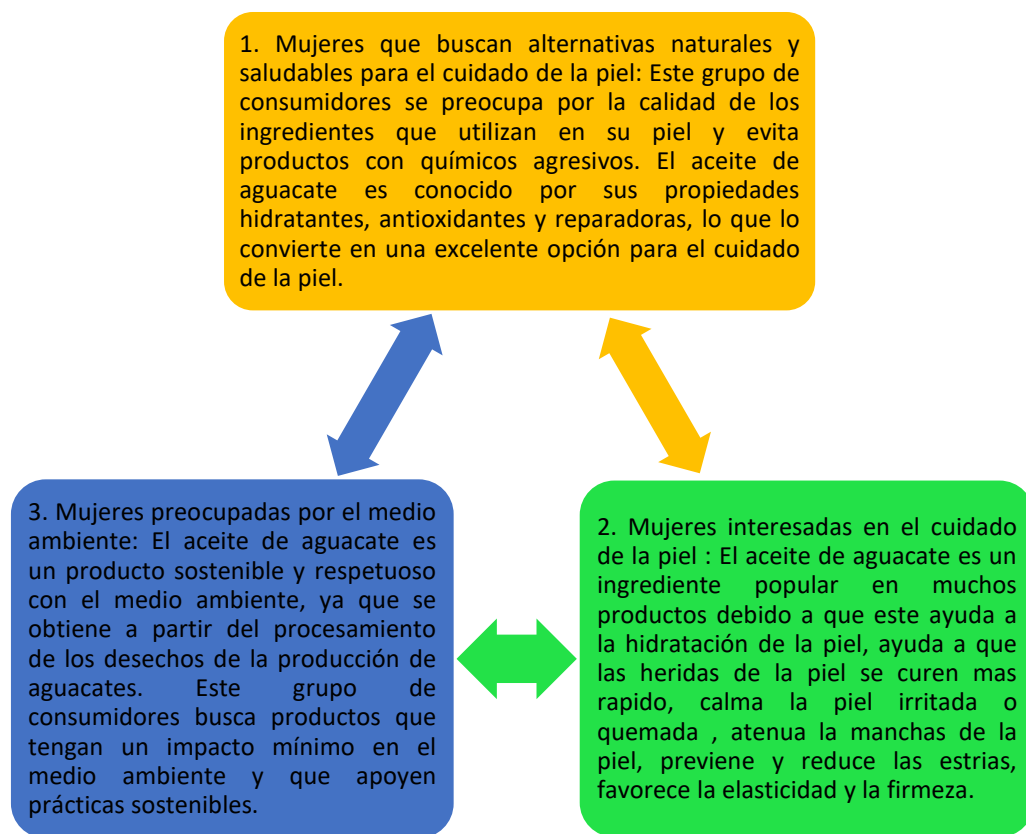 1. Mujeres que buscan alternativas naturales y
saludables para el cuidado de la piel: Este grupo de
consumidores se preocupa por la calidad de los
ingredientes que utilizan en su piel y evita
productos con químicos agresivos. El aceite de
aguacate es conocido por sus propiedades
hidratantes, antioxidantes y reparadoras, lo que lo
convierte en una excelente opción para el cuidado
de la piel.
3. Mujeres preocupadas por el medio
ambiente: El aceite de aguacate es
un producto sostenible y respetuoso
con el medio ambiente, ya que se
obtiene a partir del procesamiento
de los desechos de la producción de
aguacates. Este grupo de
consumidores busca productos que
tengan un impacto mínimo en el
medio ambiente y que apoyen
prácticas sostenibles.
2. Mujeres interesadas en el cuidado
de la piel : El aceite de aguacate es un
ingrediente popular en muchos
productos debido a que este ayuda a
la hidratación de la piel, ayuda a que
las heridas de la piel se curen mas
rapido, calma la piel irritada o
quemada , atenua la manchas de la
piel, previene y reduce las estrias,
favorece la elasticidad y la firmeza.